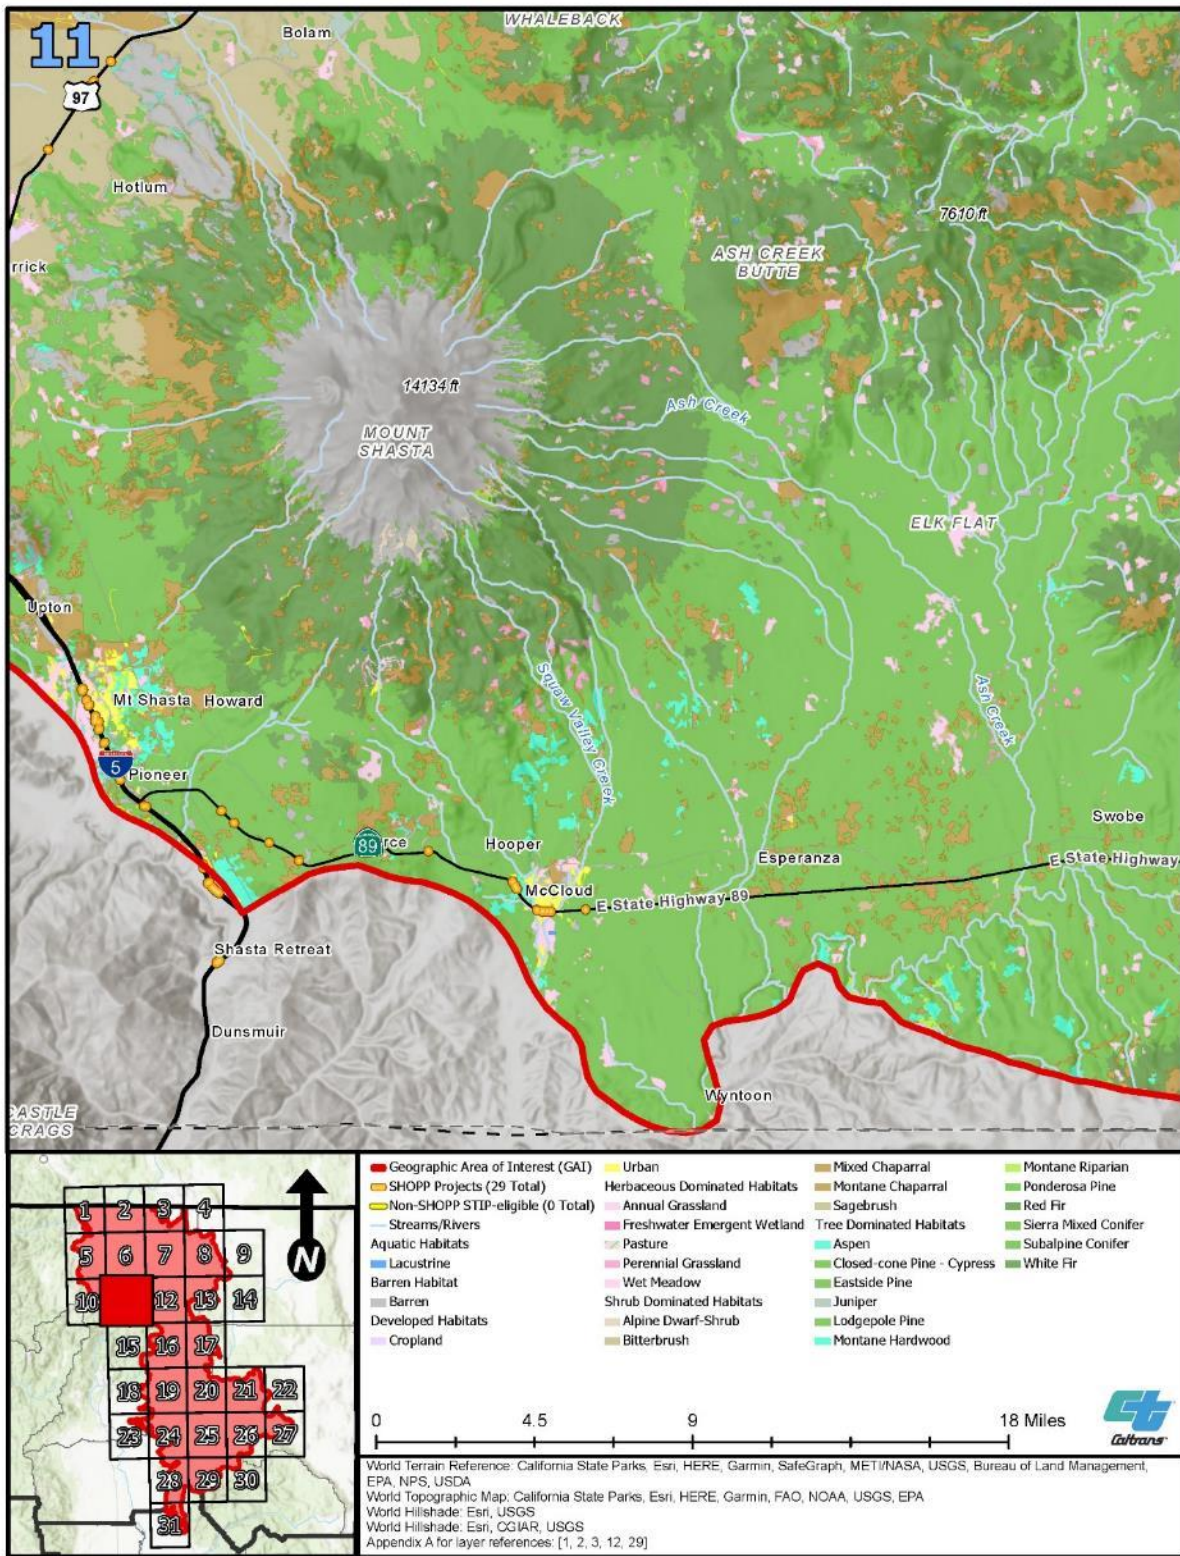 11
WHALEBACK
Bolam
97
Hotlum
7610 ft
ASH CREEK
BUTTE
rrick
14134 ft
Ash Creek
MOUNT
SHASTA
ELK FLAT
Upton
Squaw Valley Creek
Mt Shasta
Howard
Ash Creek
5
Pioneer
Swobe
89
rce
Hooper
Esperanza
E State Highway
McCloud
E State Highway 89
Shasta Retreat
Dunsmuir
Wyntoon
CASTLE
CRAGS
1
2
3
4
5
6
7
8
9
10
12
13
14
15
16
17
18
19
20
21
22
23
24
25
26
27
28
29
30
31
N
Geographic Area of Interest (GAI)
SHOPP Projects (29 Total)
Non-SHOPP STIP-eligible (0 Total)
Streams/Rivers
Aquatic Habitats
Lacustrine
Barren Habitat
Barren
Developed Habitats
Cropland
Urban
Herbaceous Dominated Habitats
Annual Grassland
Freshwater Emergent Wetland
Pasture
Perennial Grassland
Wet Meadow
Shrub Dominated Habitats
Alpine Dwarf-Shrub
Bitterbrush
Mixed Chaparral
Montane Chaparral
Sagebrush
Tree Dominated Habitats
Aspen
Closed-cone Pine - Cypress
Eastside Pine
Juniper
Lodgepole Pine
Montane Hardwood
Montane Riparian
Ponderosa Pine
Red Fir
Sierra Mixed Conifer
Subalpine Conifer
White Fir
0 4.5 9 18 Miles
Caltrans
World Terrain Reference: California State Parks, Esri, HERE, Garmin, SafeGraph, METI/NASA, USGS, Bureau of Land Management,
EPA, NPS, USDA
World Topographic Map: California State Parks, Esri, HERE, Garmin, FAO, NOAA, USGS, EPA
World Hillshade: Esri, USGS
World Hillshade: Esri, CGIAR, USGS
Appendix A for layer references: [1, 2, 3, 12, 29]